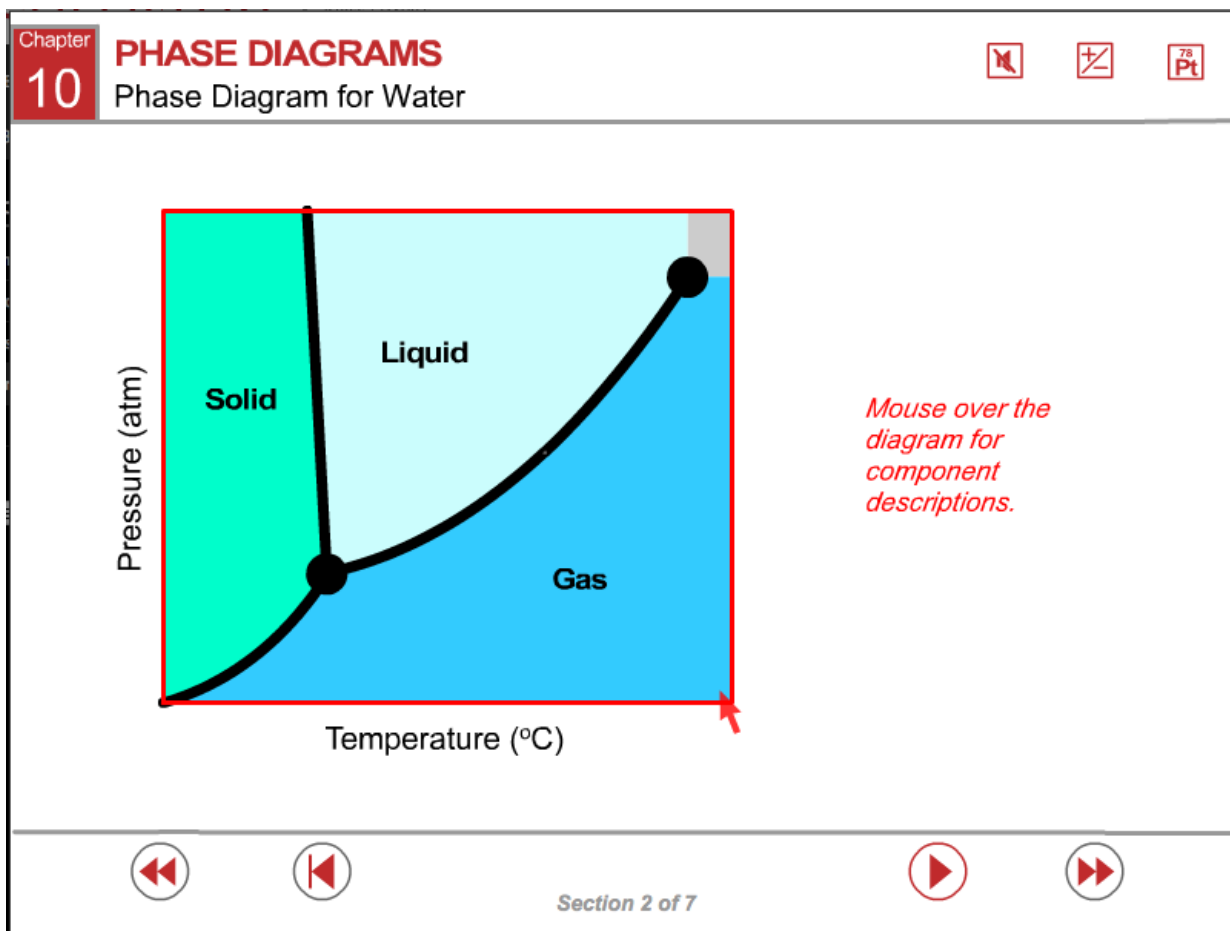 Chapter
10
PHASE DIAGRAMS
Phase Diagram for Water
+/-
78
Pt
Solid
Liquid
Gas
Pressure (atm)
Temperature (°C)
Mouse over the
diagram for
component
descriptions.
Section 2 of 7